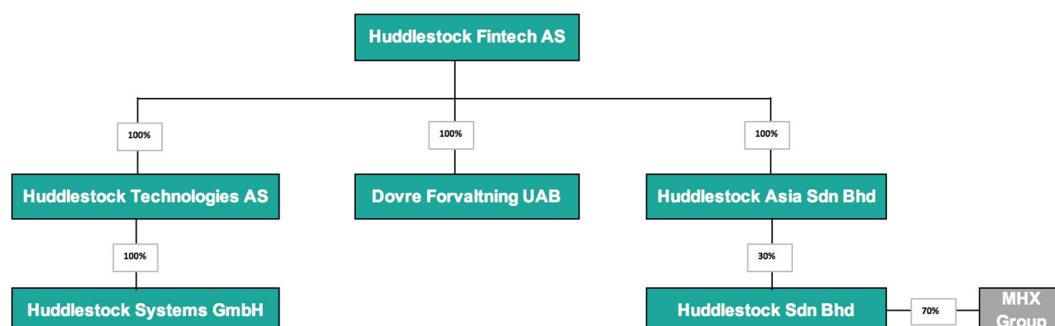 Huddlestock Fintech AS
100%
100%
100%
Huddlestock Technologies AS
Dovre Forvaltning UAB
Huddlestock Asia Sdn Bhd
100%
30%
Huddlestock Systems GmbH
Huddlestock Sdn Bhd
70%
MHX
Group